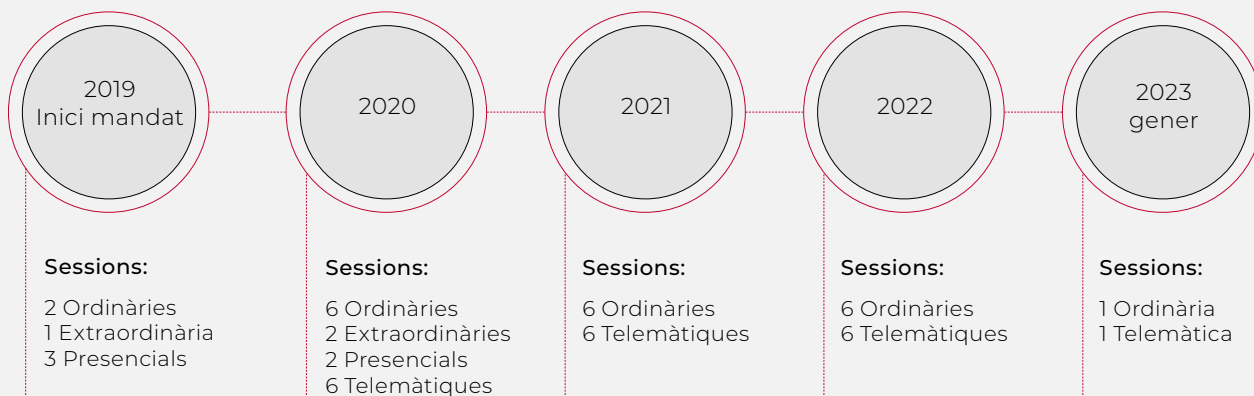 2019
Inici mandat
2020
2021
2022
2023
gener
Sessions:
2 Ordinàries
1 Extraordinària
3 Presencials
Sessions:
6 Ordinàries
2 Extraordinàries
2 Presencials
6 Telemàtiques
Sessions:
6 Ordinàries
6 Telemàtiques
Sessions:
6 Ordinàries
6 Telemàtiques
Sessions:
1 Ordinària
1 Telemàtica